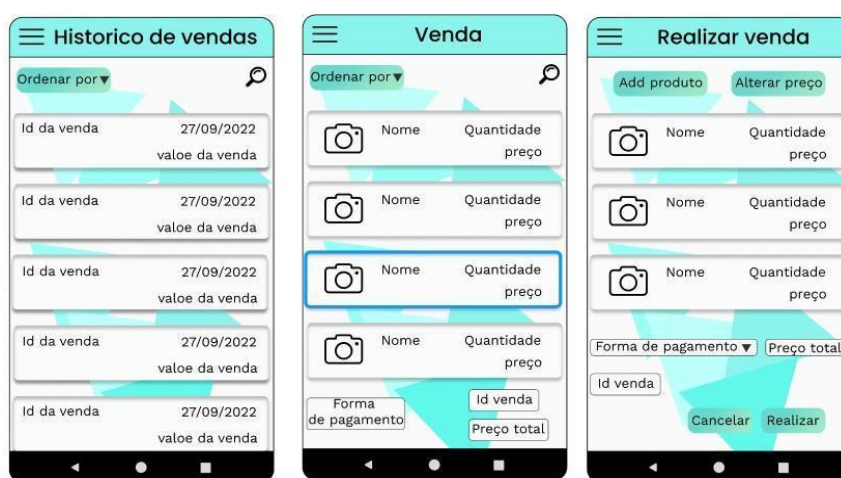 Historico de vendas
Ordenar por▼
Id da venda 27/09/2022
valoe da venda
Id da venda 27/09/2022
valoe da venda
Id da venda 27/09/2022
valoe da venda
Id da venda 27/09/2022
valoe da venda
Id da venda 27/09/2022
valoe da venda
Venda
Ordenar por▼
Nome Quantidade
preço
Nome Quantidade
preço
Nome Quantidade
preço
Nome Quantidade
preço
Forma
de pagamento
Id venda
Preço total
Realizar venda
Add produto Alterar preço
Nome Quantidade
preço
Nome Quantidade
preço
Nome Quantidade
preço
Forma de pagamento ▼ Preço total
Id venda
Cancelar Realizar